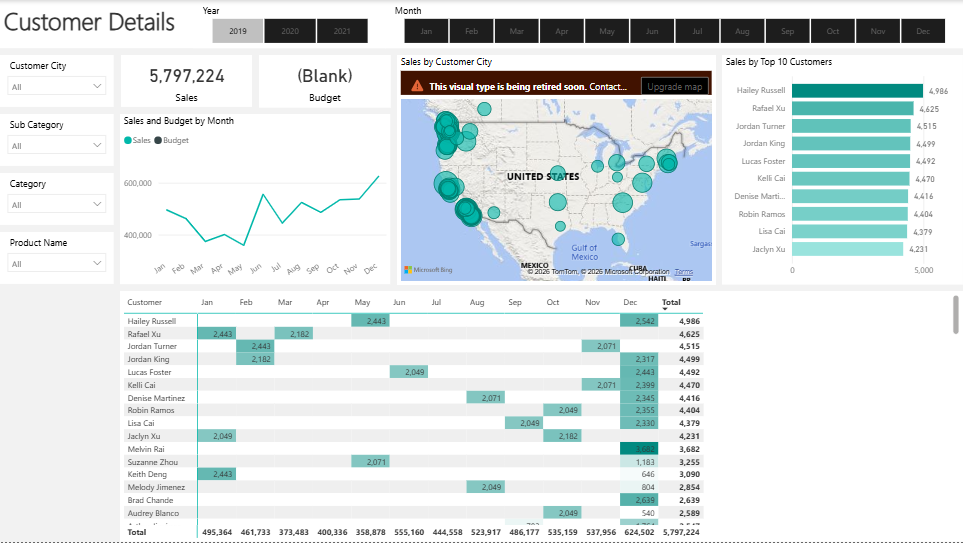 Customer Details
Year
2019 2020 2021
Month
Jan Feb Mar Apr May Jun Jul Aug Sep Oct Nov Dec
Customer City
All
Sub Category
All
Category
All
Product Name
All
5,797,224
Sales
(Blank)
Budget
Sales and Budget by Month
Sales Budget
600,000
400,000
Jan Feb Mar Apr May Jun Jul Aug Sep Oct Nov Dec
Sales by Customer City
This visual type is being retired soon. Contact... Upgrade map
UNITED STATES
Gulf of
Mexico
MEXICO
CUBA
HAITI
Sargas
Microsoft Bing
© 2026 TomTom, © 2026 Microsoft Corporation Terms
Sales by Top 10 Customers
Hailey Russell 4,986
Rafael Xu 4,625
Jordan Turner 4,515
Jordan King 4,499
Lucas Foster 4,492
Kelli Cai 4,470
Denise Marti... 4,416
Robin Ramos 4,404
Lisa Cai 4,379
Jaclyn Xu 4,231
0 5,000
Customer Jan Feb Mar Apr May Jun Jul Aug Sep Oct Nov Dec Total
Hailey Russell 2,443 2,542 4,986
Rafael Xu 2,443 2,182 4,625
Jordan Turner 2,443 2,071 4,515
Jordan King 2,182 2,317 4,499
Lucas Foster 2,049 2,443 4,492
Kelli Cai 2,071 2,399 4,470
Denise Martinez 2,071 2,345 4,416
Robin Ramos 2,049 2,355 4,404
Lisa Cai 2,049 2,330 4,379
Jaclyn Xu 2,049 2,182 4,231
Melvin Rai 3,682
Suzanne Zhou 2,071 1,183 3,255
Keith Deng 2,443 646 3,090
Melody Jimenez 2,049 804 2,854
Brad Chande 2,639 2,639
Audrey Blanco 2,049 540 2,589
Total 495,364 461,733 373,483 400,336 358,878 555,160 444,558 523,917 486,177 535,159 537,956 624,502 5,797,224